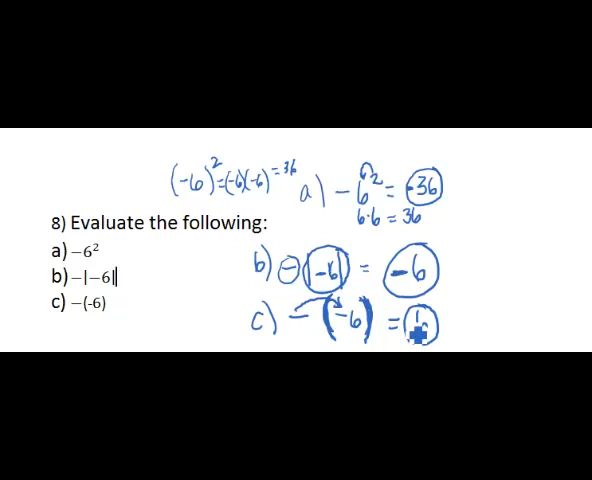 (-6)² = (-6)(-6) = 36
a) - 6² = -36
6·6 = 36
8) Evaluate the following:
a) −6²
b) −|−6|
c) −(-6)
b) - |-6| = -6
c) - (-6) =